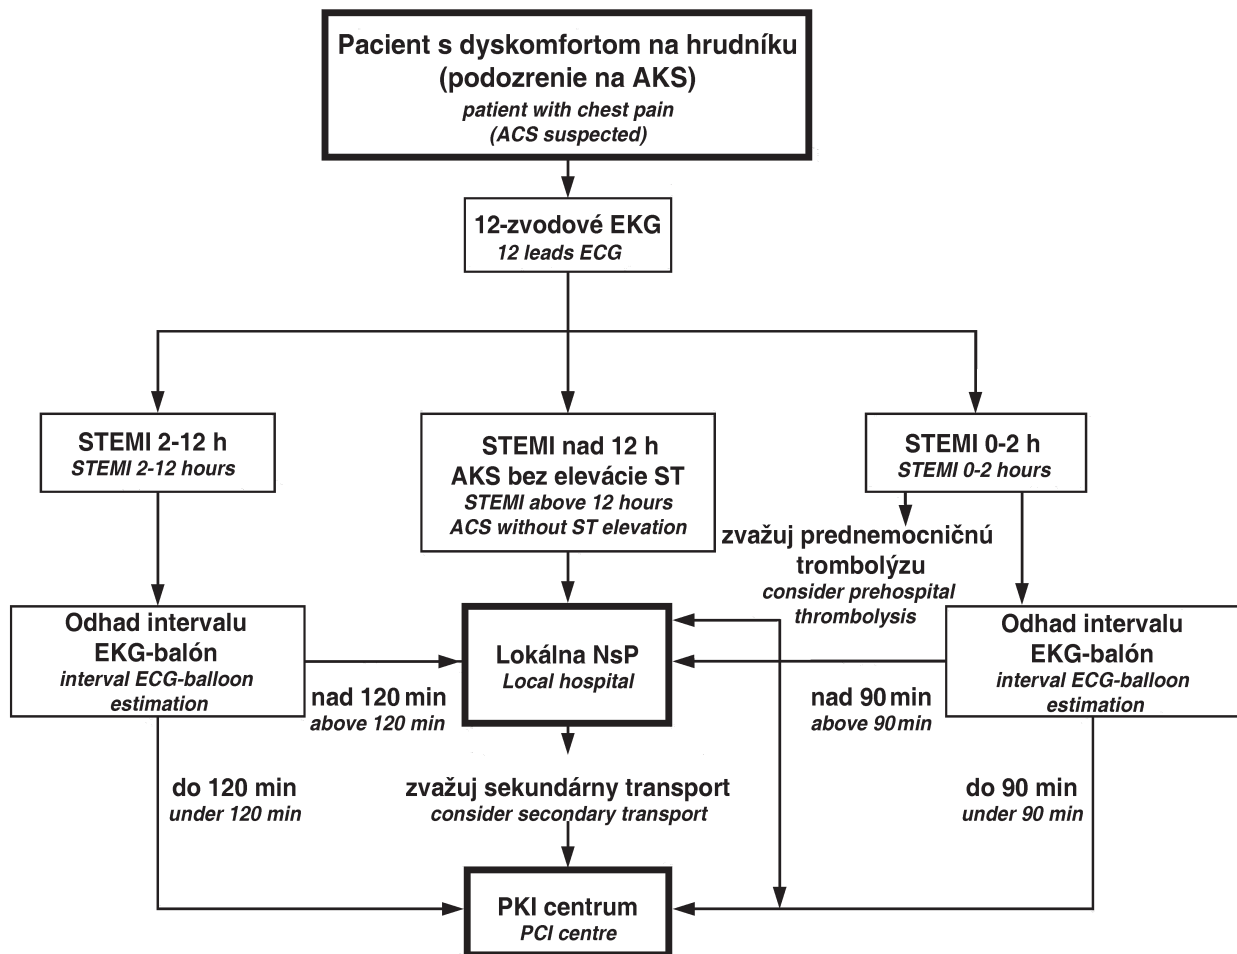 Pacient s dyskomfortom na hrudníku
(podozrenie na AKS)
patient with chest pain
(ACS suspected)
12-zvodové EKG
12 leads ECG
STEMI 2-12 h
STEMI 2-12 hours
STEMI nad 12 h
AKS bez elevácie ST
STEMI above 12 hours
ACS without ST elevation
STEMI 0-2 h
STEMI 0-2 hours
zvažuj prednemocničnú
trombolýzu
consider prehospital
thrombolysis
Odhad intervalu
EKG-balón
interval ECG-balloon
estimation
nad 120 min
above 120 min
Lokálna NsP
Local hospital
nad 90 min
above 90 min
Odhad intervalu
EKG-balón
interval ECG-balloon
estimation
do 120 min
under 120 min
zvažuj sekundárny transport
consider secondary transport
do 90 min
under 90 min
PKI centrum
PCI centre